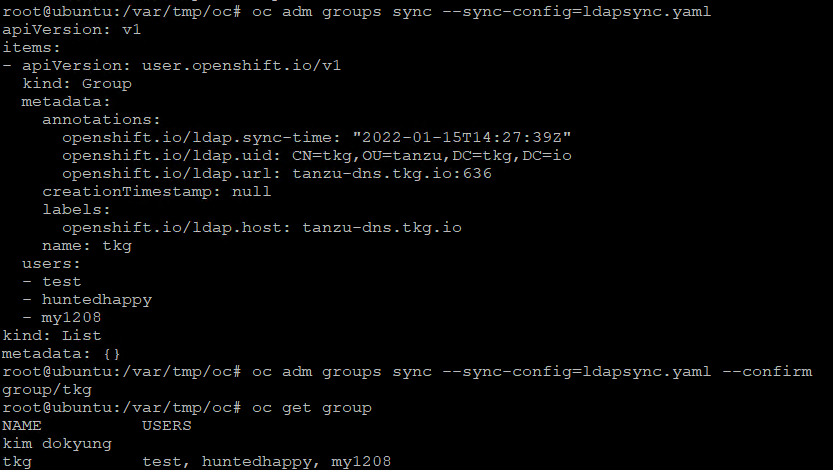 root@ubuntu:/var/tmp/oc# oc adm groups sync --sync-config=ldapsync.yaml
apiVersion: v1
items:
- apiVersion: user.openshift.io/v1
  kind: Group
  metadata:
    annotations:
      openshift.io/ldap.sync-time: "2022-01-15T14:27:39Z"
      openshift.io/ldap.uid: CN=tkg,OU=tanzu,DC=tkg,DC=io
      openshift.io/ldap.url: tanzu-dns.tkg.io:636
    creationTimestamp: null
    labels:
      openshift.io/ldap.host: tanzu-dns.tkg.io
    name: tkg
  users:
  - test
  - huntedhappy
  - my1208
kind: List
metadata: {}
root@ubuntu:/var/tmp/oc# oc adm groups sync --sync-config=ldapsync.yaml --confirm
group/tkg
root@ubuntu:/var/tmp/oc# oc get group
NAME          USERS
kim dokyung
tkg           test, huntedhappy, my1208